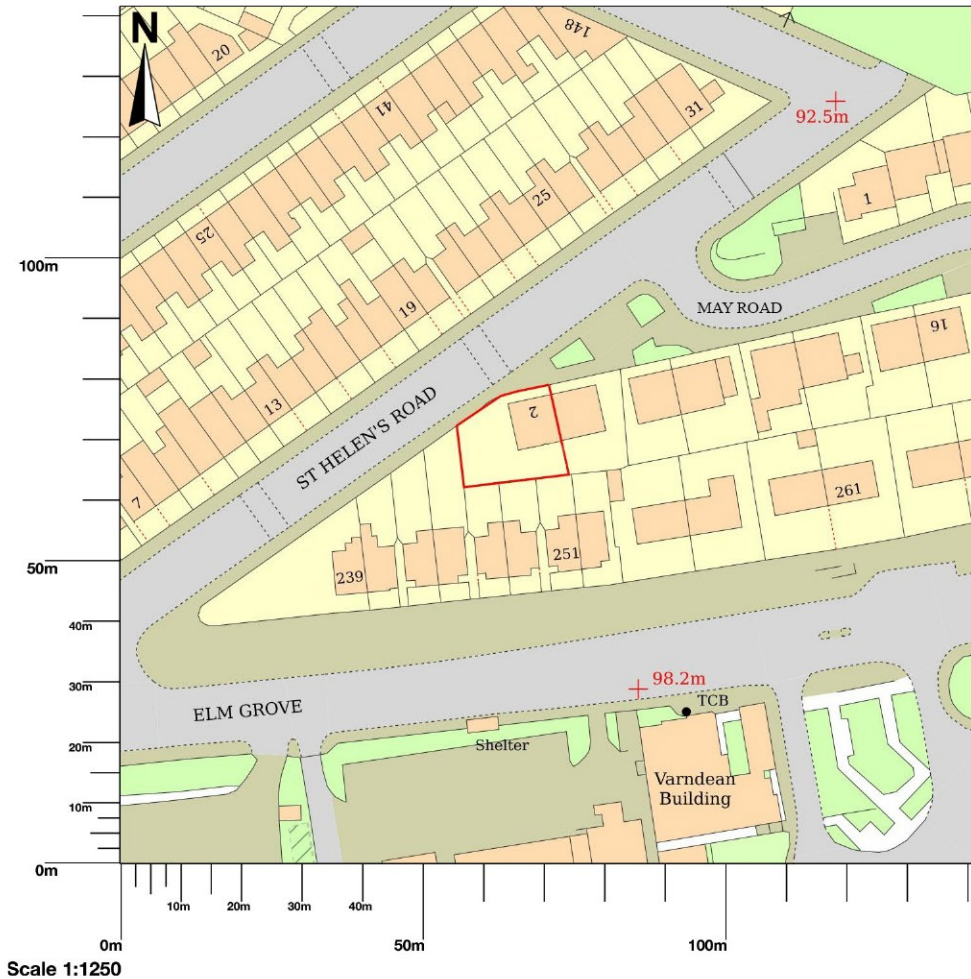 N
20
148
41
31
92.5m
25
1
25
100m
19
MAY ROAD
16
13
2
ST HELEN'S ROAD
7
261
50m
251
239
40m
98.2m
30m
TCB
ELM GROVE
20m
Shelter
Varndean
Building
10m
0m
10m
20m
30m
40m
0m
50m
100m
Scale 1:1250